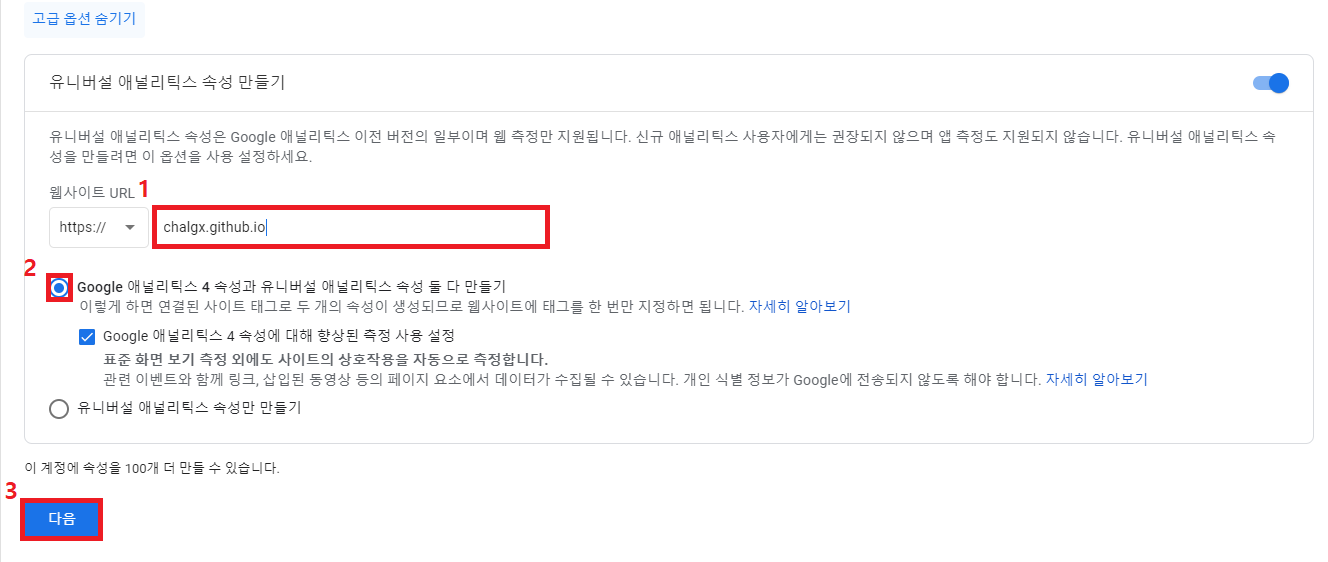 고급 옵션 숨기기
유니버설 애널리틱스 속성 만들기
유니버설 애널리틱스 속성은 Google 애널리틱스 이전 버전의 일부이며 웹 측정만 지원됩니다. 신규 애널리틱스 사용자에게는 권장되지 않으며 앱 측정도 지원되지 않습니다. 유니버설 애널리틱스 속
성을 만들려면 이 옵션을 사용 설정하세요.
웹사이트 URL 1
https:// chalgx.github.io
2
Google 애널리틱스 4 속성과 유니버설 애널리틱스 속성 둘 다 만들기
이렇게 하면 연결된 사이트 태그로 두 개의 속성이 생성되므로 웹사이트에 태그를 한 번만 지정하면 됩니다. 자세히 알아보기
Google 애널리틱스 4 속성에 대해 향상된 측정 사용 설정
표준 화면 보기 측정 외에도 사이트의 상호작용을 자동으로 측정합니다.
관련 이벤트와 함께 링크, 삽입된 동영상 등의 페이지 요소에서 데이터가 수집될 수 있습니다. 개인 식별 정보가 Google에 전송되지 않도록 해야 합니다. 자세히 알아보기
유니버설 애널리틱스 속성만 만들기
이 계정에 속성을 100개 더 만들 수 있습니다.
3
다음